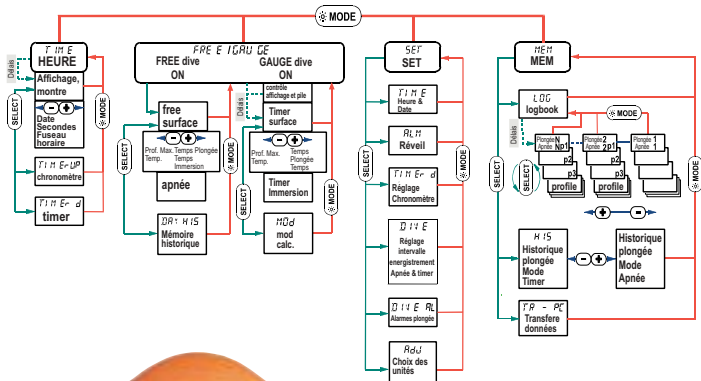 MODE
TIME
HEURE
Délais
Affichage,
montre
Date
Secondes
Fuseau
horaire
SELECT
MODE
TIMErUP
chronomètre
TIMEr d
timer
FREE IGAUGE
FREE dive
ON
GAUGE dive
ON
free
surface
Prof. Max. Temps Plongée
Temp. Temps
Immersion
apnée
SELECT
MODE
DAY HIS
Mémoire
historique
contrôle
affichage et pile
Délais
Timer
surface
Prof. Max. Temps
Temp. Plongée
Temps
Timer
Immersion
SELECT
MODE
MOd
mod
calc.
SET
SET
TIME
Heure &
Date
ALM
Réveil
TIMEr d
Réglage
Chronomètre
SELECT
MODE
DIVE
Réglage
intervalle
energistrement
Apnée & timer
DIVE AL
Alarmes plongée
AdJ
Choix des
unités
MEM
MEM
LOG
logbook
MODE
Délais
Plongée N
Apnée Np1
p2
p3
profile
Plongée 2
Apnée 2p1
p2
p3
profile
Plongée 1
Apnée 1
SELECT
SELECT
MODE
HIS
Historique
plongée
Mode
Timer
Historique
plongée
Mode
Apnée
TR - PC
Transfere
données